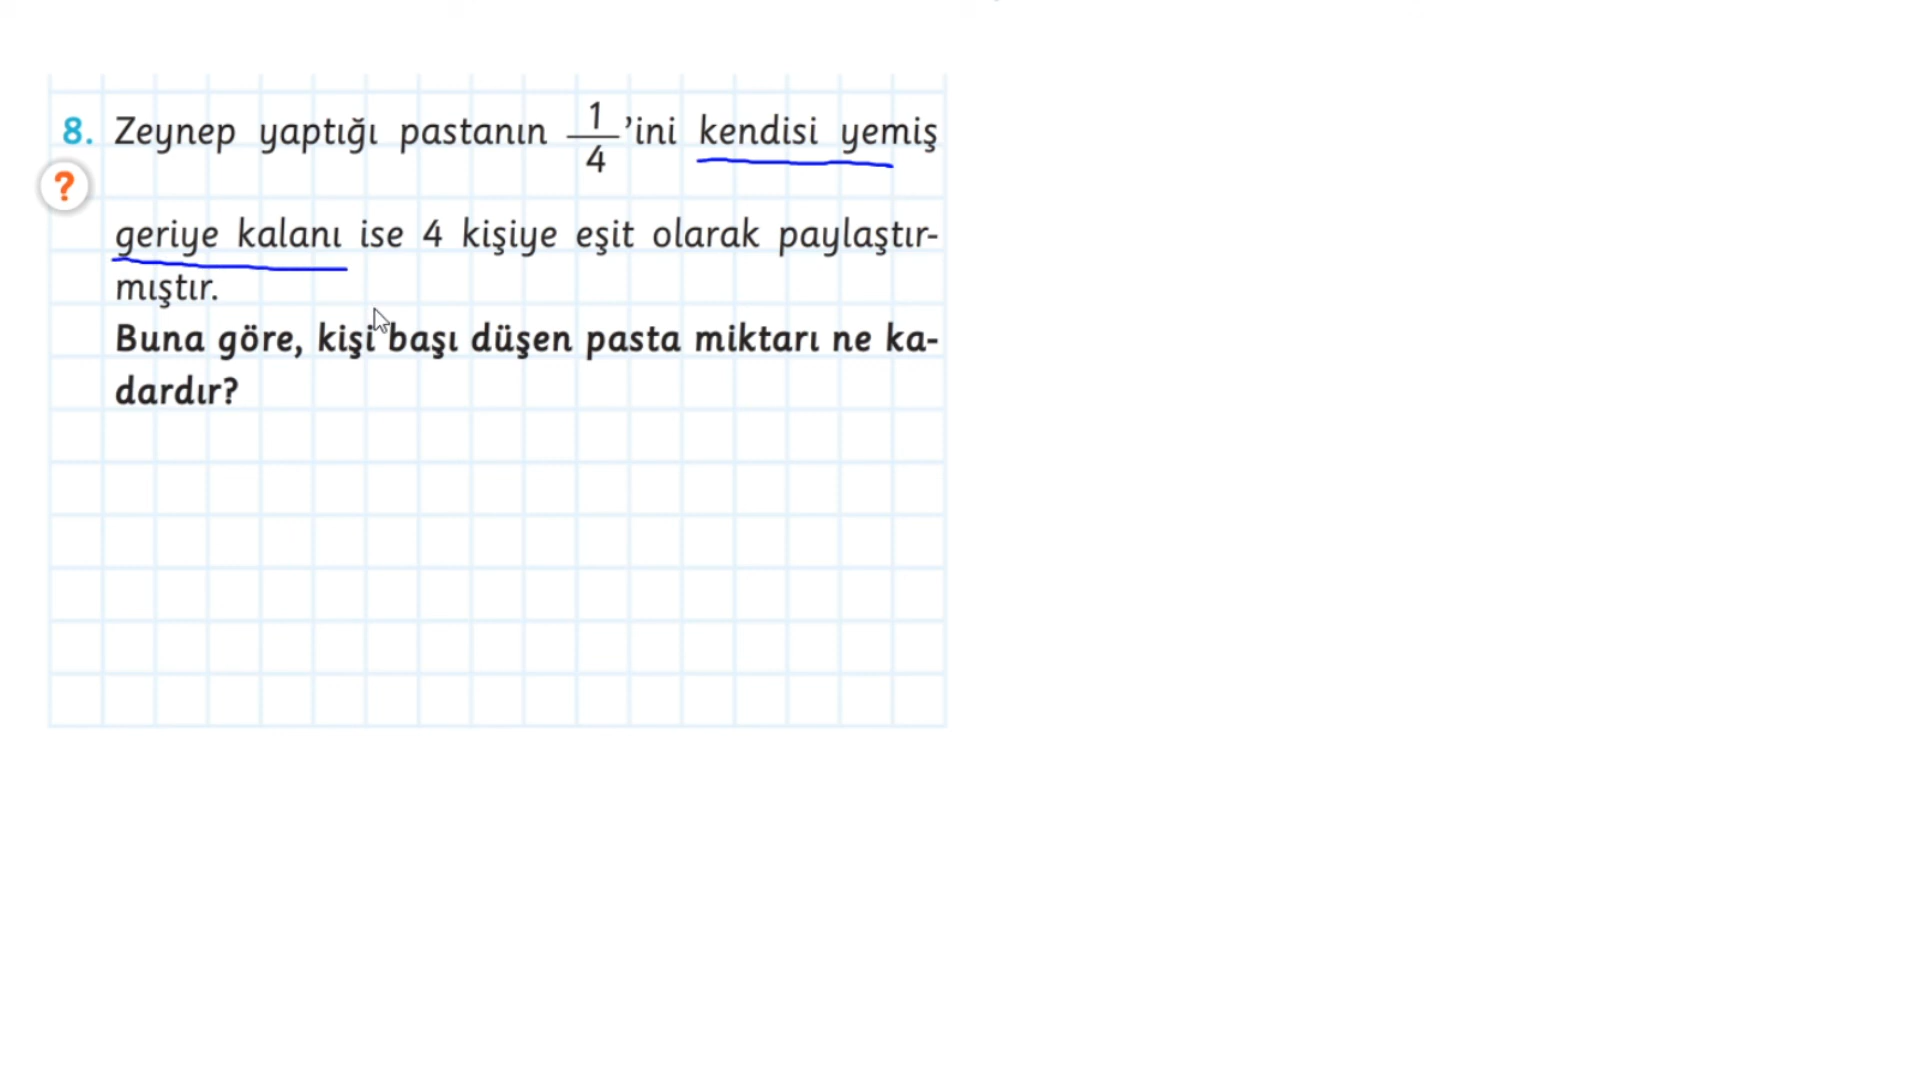 8. Zeynep yaptığı pastanın 1/4 'ini kendisi yemiş
?
geriye kalanı ise 4 kişiye eşit olarak paylaştır-
mıştır.
Buna göre, kişi başı düşen pasta miktarı ne ka-
dardır?